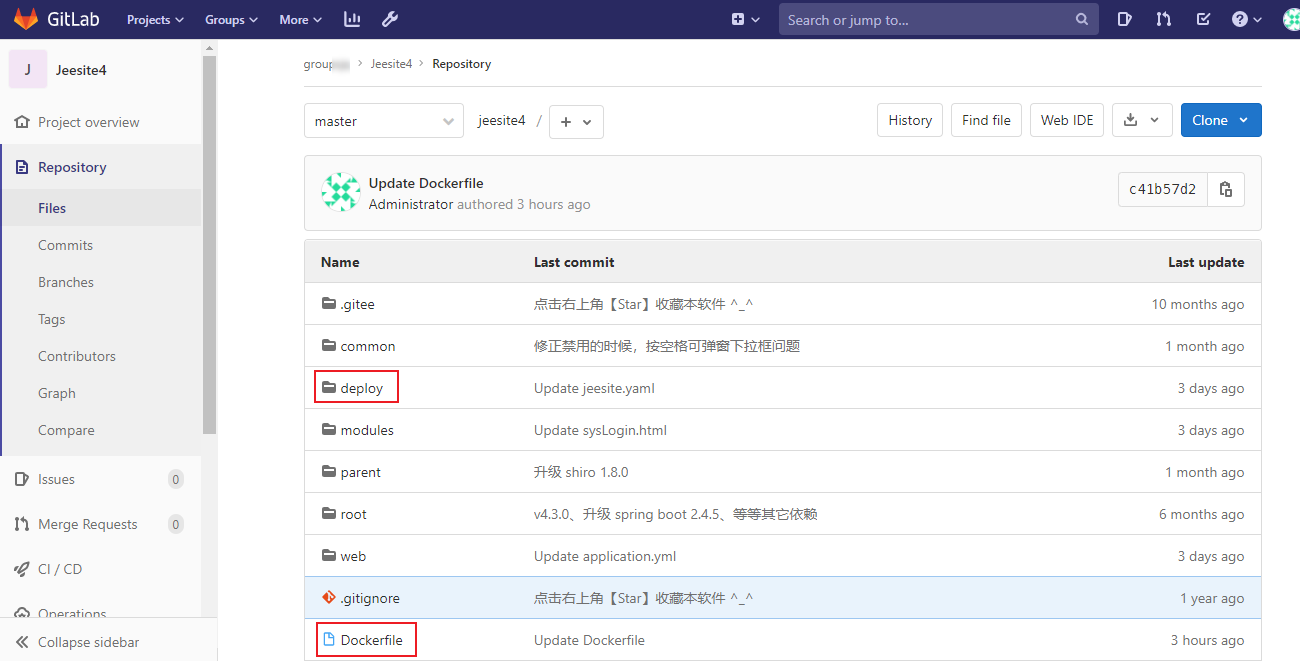 GitLab Projects Groups More Search or jump to...
J Jeesite4
Project overview
Repository
Files
Commits
Branches
Tags
Contributors
Graph
Compare
Issues 0
Merge Requests 0
CI / CD
Operations
Collapse sidebar
Jeesite4 > Repository
master jeesite4 / + History Find file Web IDE Clone
Update Dockerfile
Administrator authored 3 hours ago
c41b57d2
Name Last commit Last update
.gitee 点击右上角【Star】收藏本软件 ^_^ 10 months ago
common 修正禁用的时候，按空格可弹窗下拉框问题 1 month ago
deploy Update jeesite.yaml 3 days ago
modules Update sysLogin.html 3 days ago
parent 升级 shiro 1.8.0 1 month ago
root v4.3.0、升级 spring boot 2.4.5、等等其它依赖 6 months ago
web Update application.yml 3 days ago
.gitignore 点击右上角【Star】收藏本软件 ^_^ 1 year ago
Dockerfile Update Dockerfile 3 hours ago